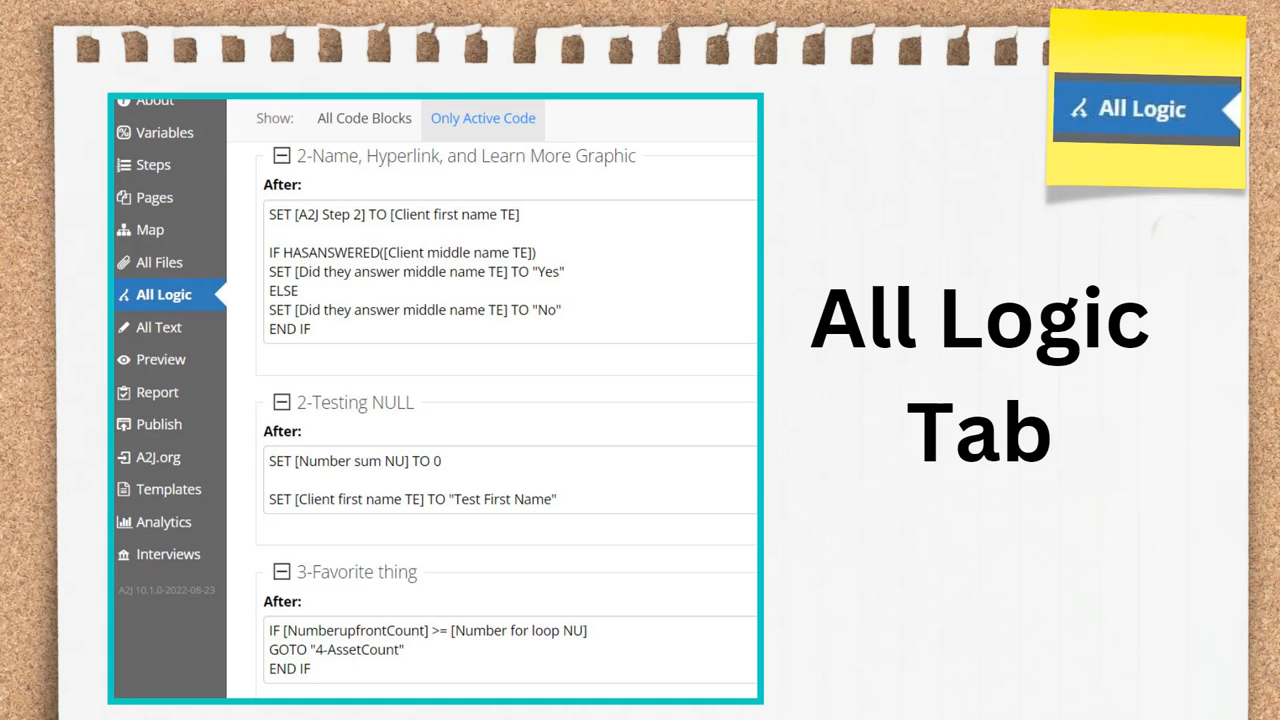 About
Variables
Steps
Pages
Map
All Files
All Logic
All Text
Preview
Report
Publish
A2J.org
Templates
Analytics
Interviews
A2J 10.1.0-2022-08-23
Show: All Code Blocks Only Active Code
2-Name, Hyperlink, and Learn More Graphic
After:
SET [A2J Step 2] TO [Client first name TE]
IF HASANSWERED([Client middle name TE])
SET [Did they answer middle name TE] TO "Yes"
ELSE
SET [Did they answer middle name TE] TO "No"
END IF
2-Testing NULL
After:
SET [Number sum NU] TO 0
SET [Client first name TE] TO "Test First Name"
3-Favorite thing
After:
IF [NumberupfrontCount] >= [Number for loop NU]
GOTO "4-AssetCount"
END IF
All Logic
All Logic
Tab